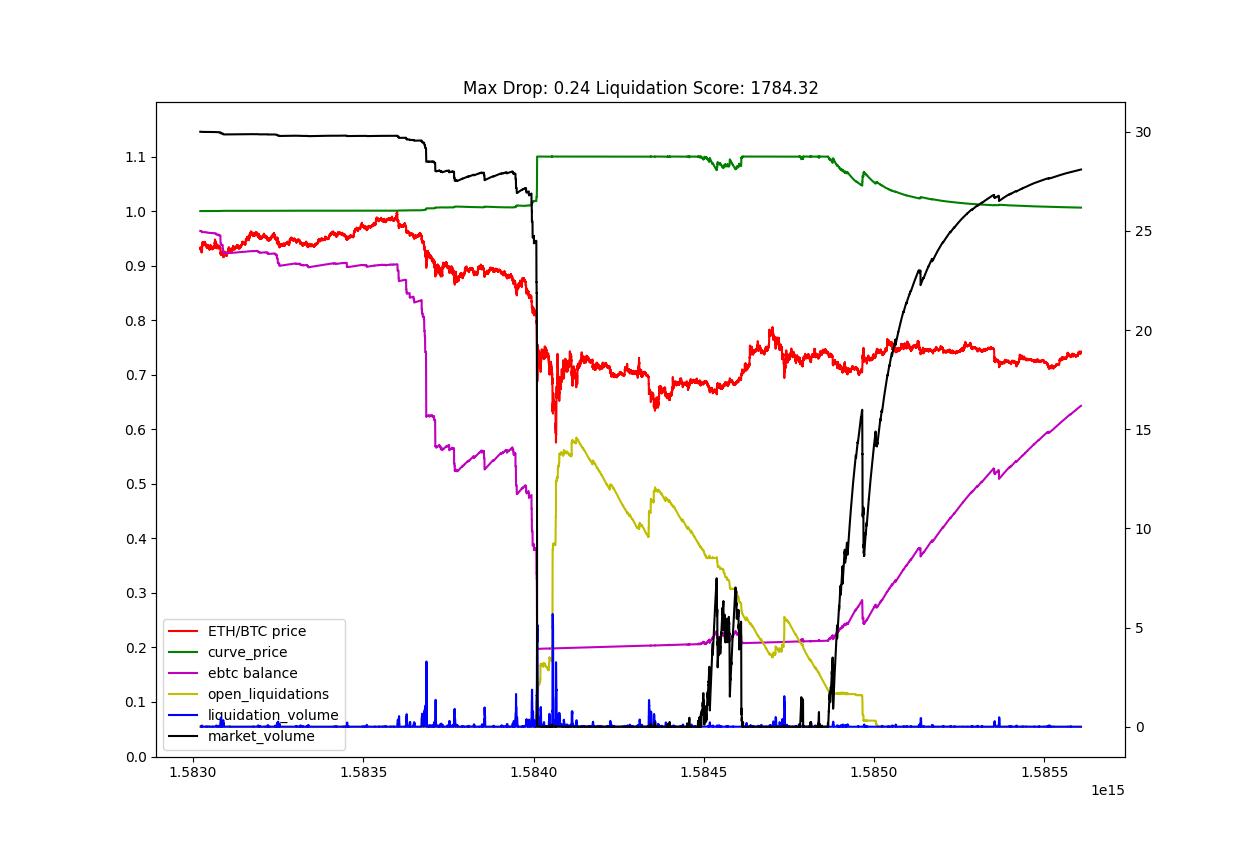 Max Drop: 0.24 Liquidation Score: 1784.32
1.1
1.0
0.9
0.8
0.7
0.6
0.5
0.4
0.3
0.2
0.1
0.0
30
25
20
15
10
5
0
ETH/BTC price
curve_price
ebtc balance
open_liquidations
liquidation_volume
market_volume
1.5830 1.5835 1.5840 1.5845 1.5850 1.5855
1e15